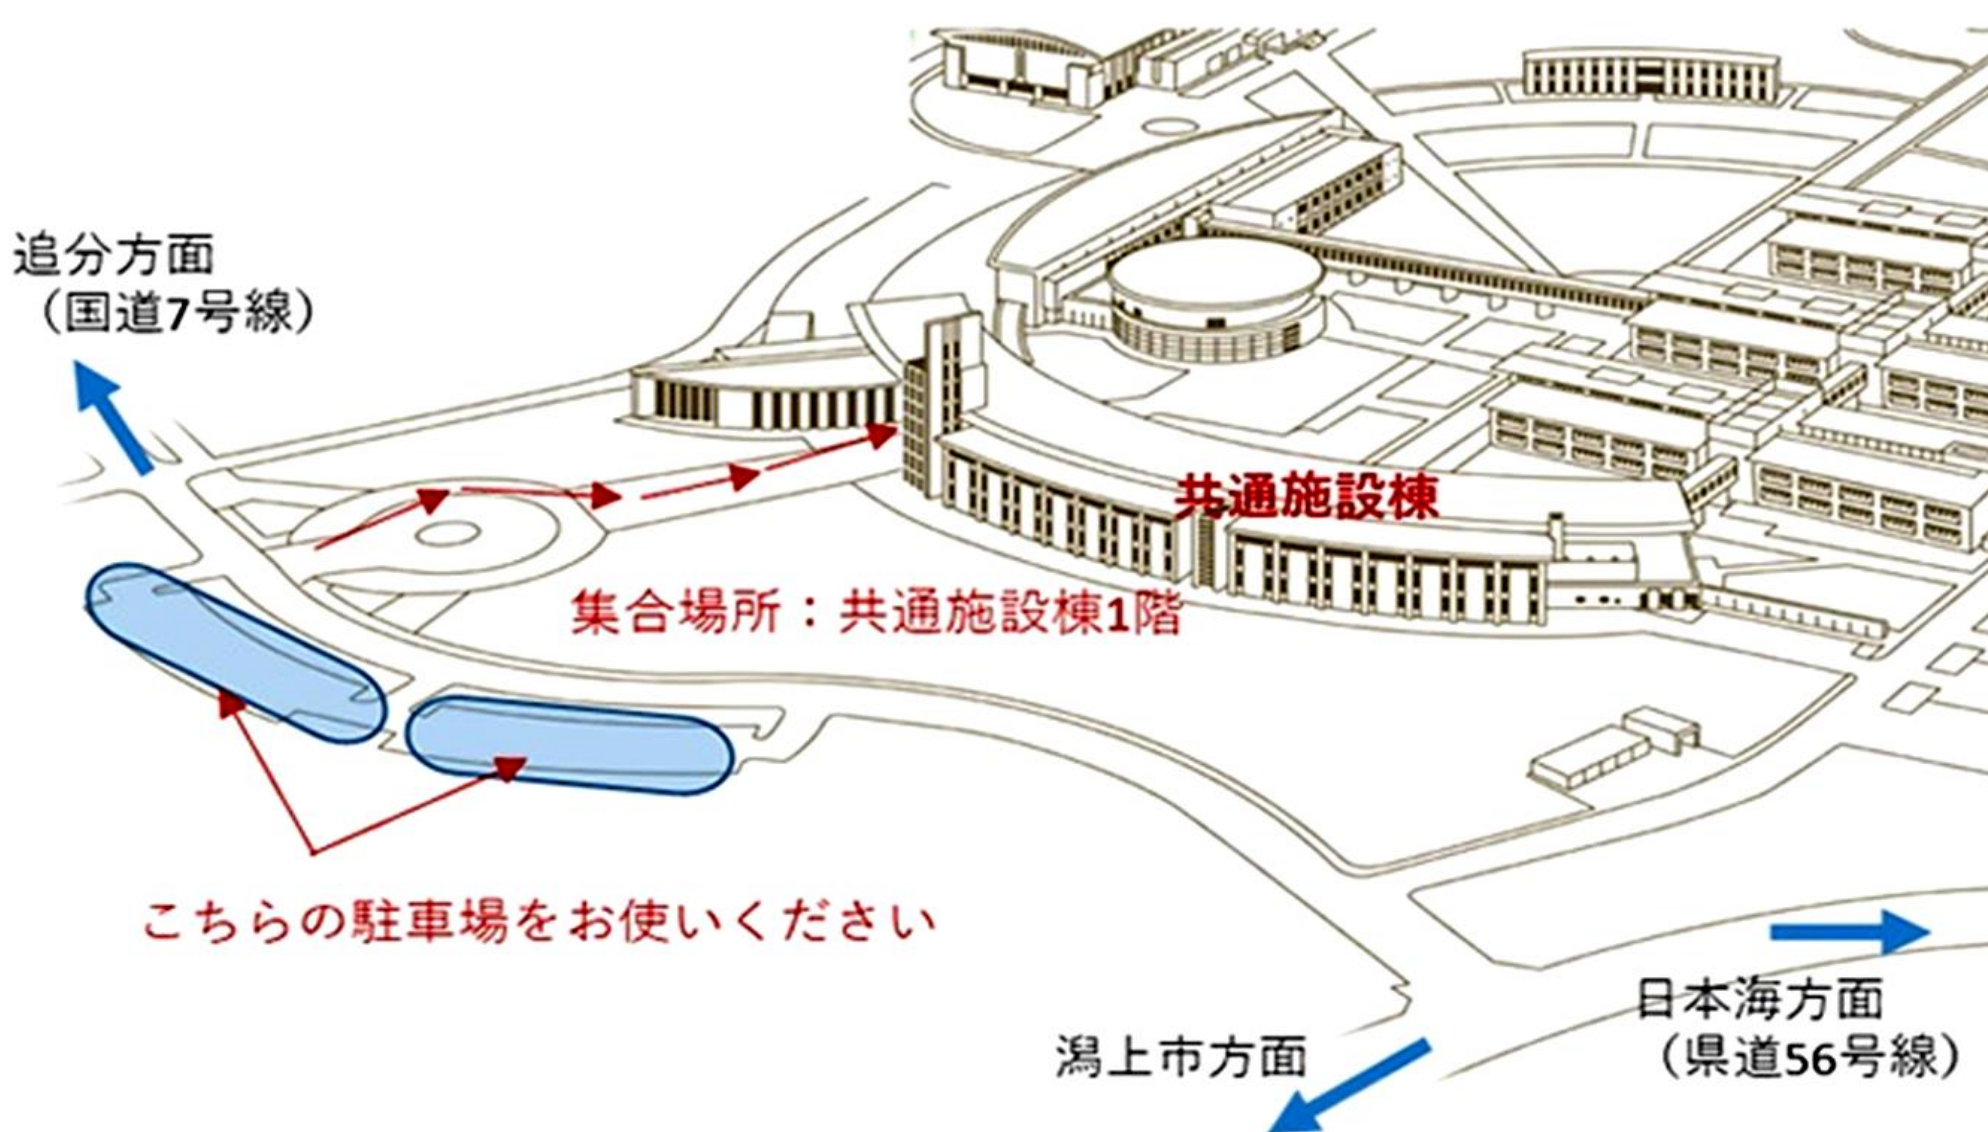 追分方面
（国道7号線）
共通施設棟
集合場所：共通施設棟1階
こちらの駐車場をお使いください
日本海方面
（県道56号線）
潟上市方面